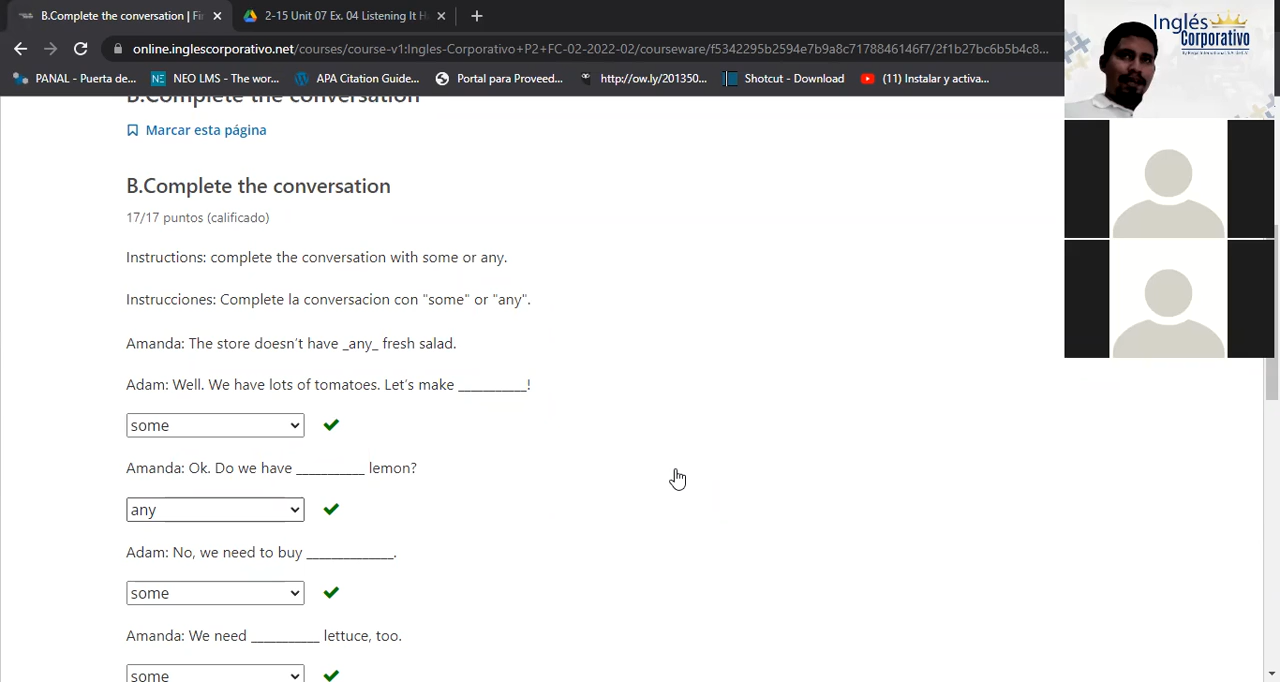 B.Complete the conversation | Fir
2-15 Unit 07 Ex. 04 Listening It H
online.inglescorporativo.net/courses/course-v1:Ingles-Corporativo+P2+FC-02-2022-02/courseware/f5342295b2594e7b9a8c7178846146f7/2f1b27bc6b5b4c8...
PANAL - Puerta de...
NEO LMS - The wor...
APA Citation Guide...
Portal para Proveed...
http://ow.ly/201350...
Shotcut - Download
(11) Instalar y activa...
Inglés
Corporativo
B.Complete the conversation
Marcar esta página
B.Complete the conversation
17/17 puntos (calificado)
Instructions: complete the conversation with some or any.
Instrucciones: Complete la conversacion con "some" or "any".
Amanda: The store doesn't have _any_ fresh salad.
Adam: Well. We have lots of tomatoes. Let's make ___________!
some
Amanda: Ok. Do we have ___________ lemon?
any
Adam: No, we need to buy ______________.
some
Amanda: We need ___________ lettuce, too.
some